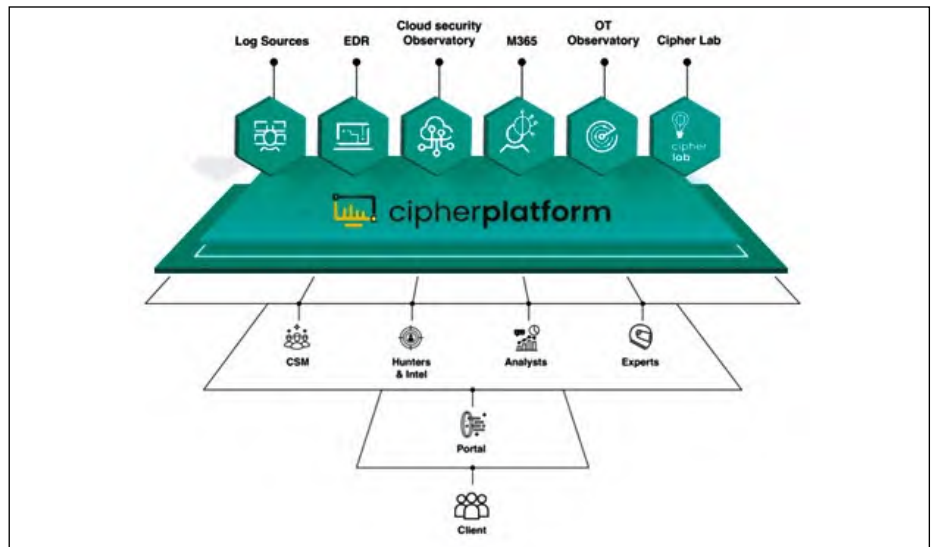 Log Sources
EDR
Cloud security
Observatory
M365
OT
Observatory
Cipher Lab
cipher
lab
cipherplatform
CSM
Hunters
& Intel
Analysts
Experts
Portal
Client